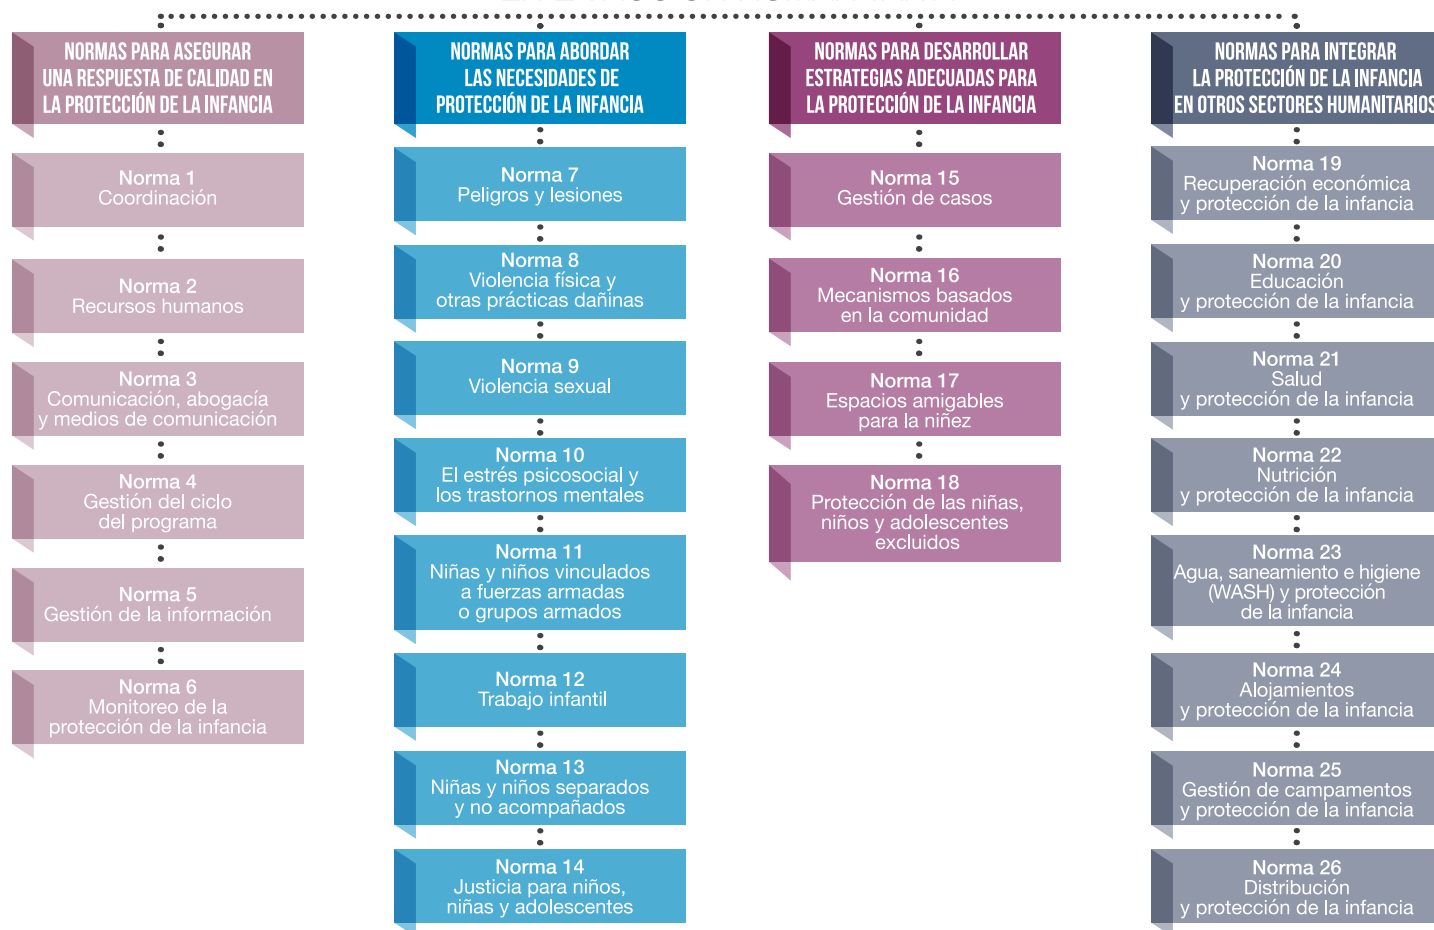 NORMAS PARA ASEGURAR
UNA RESPUESTA DE CALIDAD EN
LA PROTECCIÓN DE LA INFANCIA
Norma 1
Coordinación
Norma 2
Recursos humanos
Norma 3
Comunicación, abogacía
y medios de comunicación
Norma 4
Gestión del ciclo
del programa
Norma 5
Gestión de la información
Norma 6
Monitoreo de la
protección de la infancia
NORMAS PARA ABORDAR
LAS NECESIDADES DE
PROTECCIÓN DE LA INFANCIA
Norma 7
Peligros y lesiones
Norma 8
Violencia física y
otras prácticas dañinas
Norma 9
Violencia sexual
Norma 10
El estrés psicosocial y
los trastornos mentales
Norma 11
Niñas y niños vinculados
a fuerzas armadas
o grupos armados
Norma 12
Trabajo infantil
Norma 13
Niñas y niños separados
y no acompañados
Norma 14
Justicia para niños,
niñas y adolescentes
NORMAS PARA DESARROLLAR
ESTRATEGIAS ADECUADAS PARA
LA PROTECCIÓN DE LA INFANCIA
Norma 15
Gestión de casos
Norma 16
Mecanismos basados
en la comunidad
Norma 17
Espacios amigables
para la niñez
Norma 18
Protección de las niñas,
niños y adolescentes
excluidos
NORMAS PARA INTEGRAR
LA PROTECCIÓN DE LA INFANCIA
EN OTROS SECTORES HUMANITARIOS
Norma 19
Recuperación económica
y protección de la infancia
Norma 20
Educación
y protección de la infancia
Norma 21
Salud
y protección de la infancia
Norma 22
Nutrición
y protección de la infancia
Norma 23
Agua, saneamiento e higiene
(WASH) y protección
de la infancia
Norma 24
Alojamientos
y protección de la infancia
Norma 25
Gestión de campamentos
y protección de la infancia
Norma 26
Distribución
y protección de la infancia